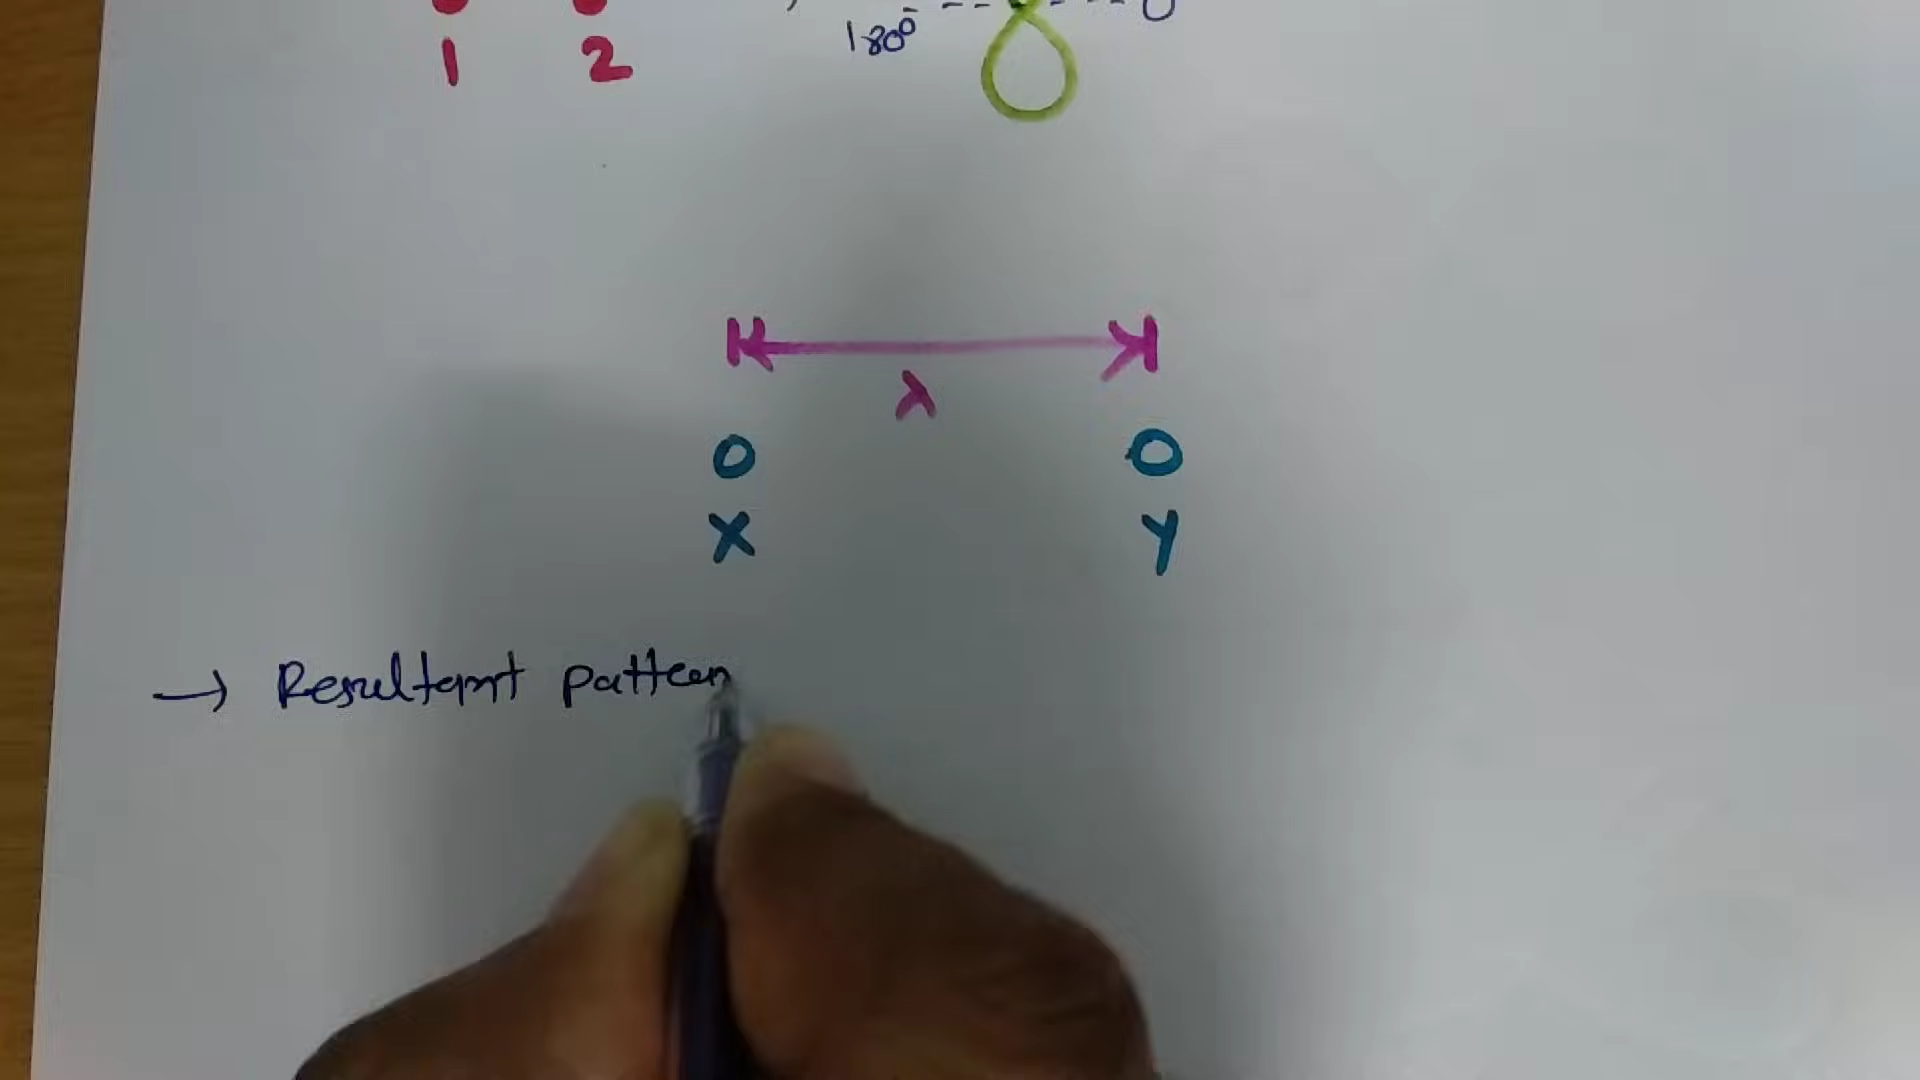 180°
1 2
λ
O O
X Y
→ Resultant pattern